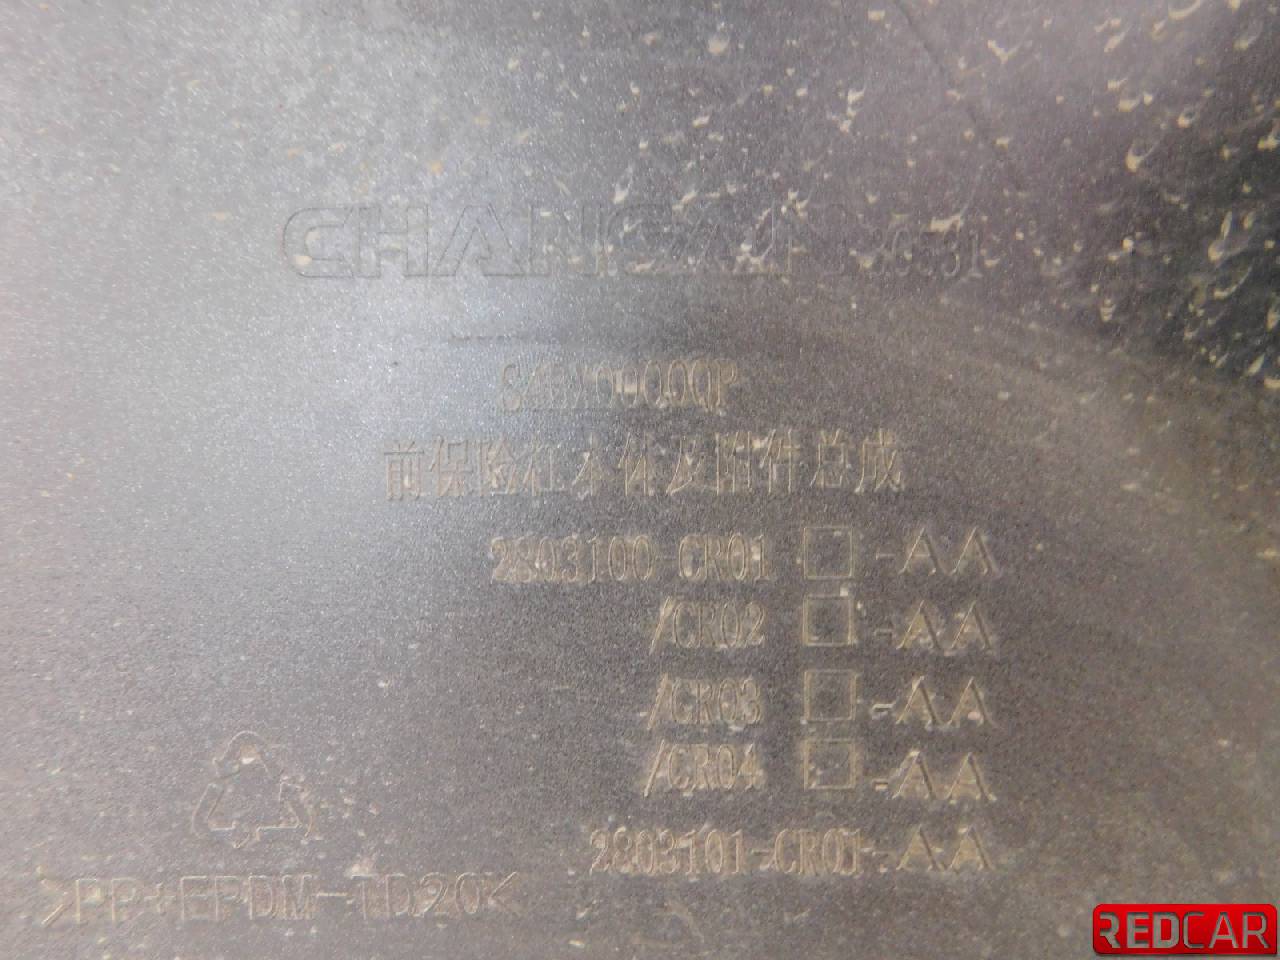 CHANGAN
前保险杠本体及附件总成
2803100-CR01 □-AA
/CR02 □-AA
/CR03 □-AA
/CR04 □-AA
2803101-CR01-AA
>PP+EPDM-TD20<
REDCAR